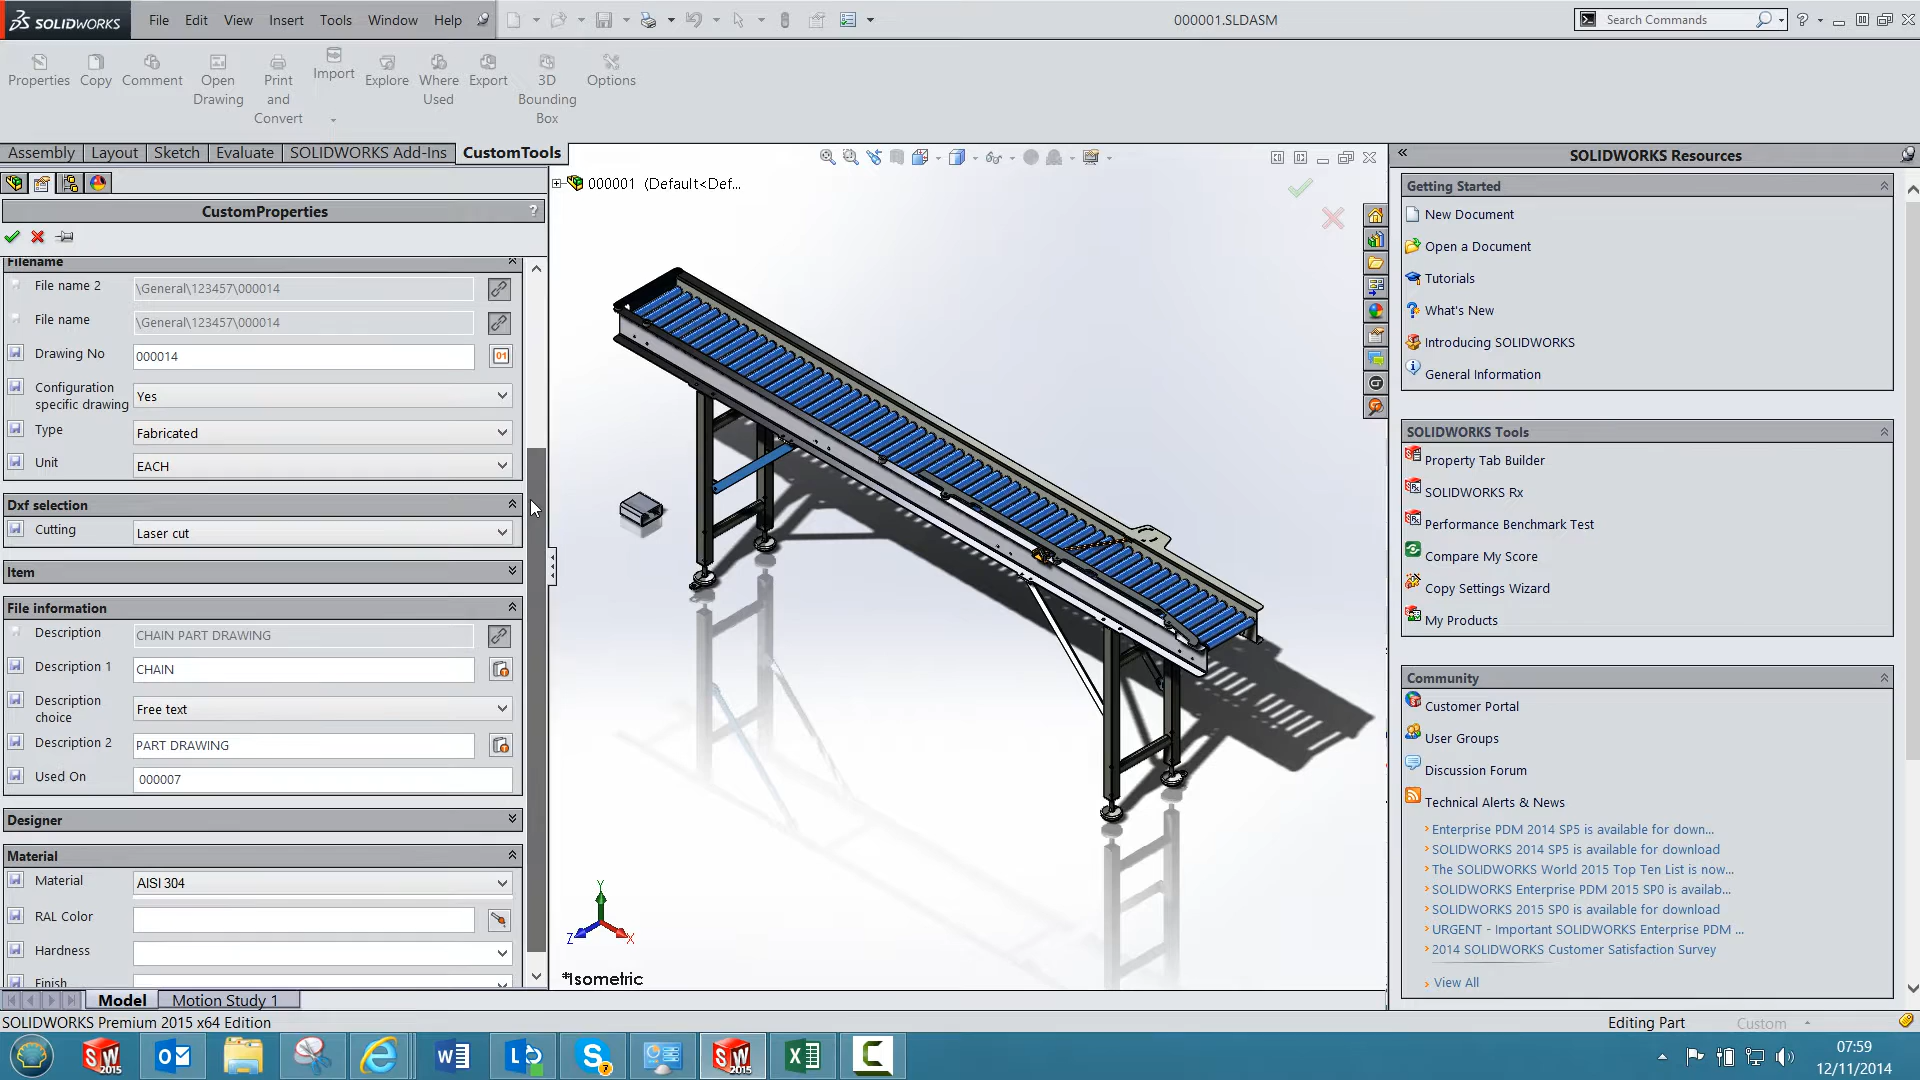 SOLIDWORKS File Edit View Insert Tools Window Help 000001.SLDASM Search Commands
Properties Copy Comment Open Drawing Print and Convert Import Explore Where Used Export 3D Bounding Box Options
Assembly Layout Sketch Evaluate SOLIDWORKS Add-Ins CustomTools
CustomProperties ?
Filename
File name 2 \General\123457\000014
File name \General\123457\000014
Drawing No 000014 01
Configuration specific drawing Yes
Type Fabricated
Unit EACH
Dxf selection
Cutting Laser cut
Item
File information
Description CHAIN PART DRAWING
Description 1 CHAIN
Description choice Free text
Description 2 PART DRAWING
Used On 000007
Designer
Material
Material AISI 304
RAL Color
Hardness
Finish
Model Motion Study 1
SOLIDWORKS Premium 2015 x64 Edition
000001 (Default<Def...
Y
Z X
*Isometric
SOLIDWORKS Resources
Getting Started
New Document
Open a Document
Tutorials
What's New
Introducing SOLIDWORKS
General Information
SOLIDWORKS Tools
Property Tab Builder
SOLIDWORKS Rx
Performance Benchmark Test
Compare My Score
Copy Settings Wizard
My Products
Community
Customer Portal
User Groups
Discussion Forum
Technical Alerts & News
Enterprise PDM 2014 SP5 is available for down...
SOLIDWORKS 2014 SP5 is available for download
The SOLIDWORKS World 2015 Top Ten List is now...
SOLIDWORKS Enterprise PDM 2015 SP0 is availab...
SOLIDWORKS 2015 SP0 is available for download
URGENT - Important SOLIDWORKS Enterprise PDM ...
2014 SOLIDWORKS Customer Satisfaction Survey
View All
Editing Part Custom
07:59
12/11/2014